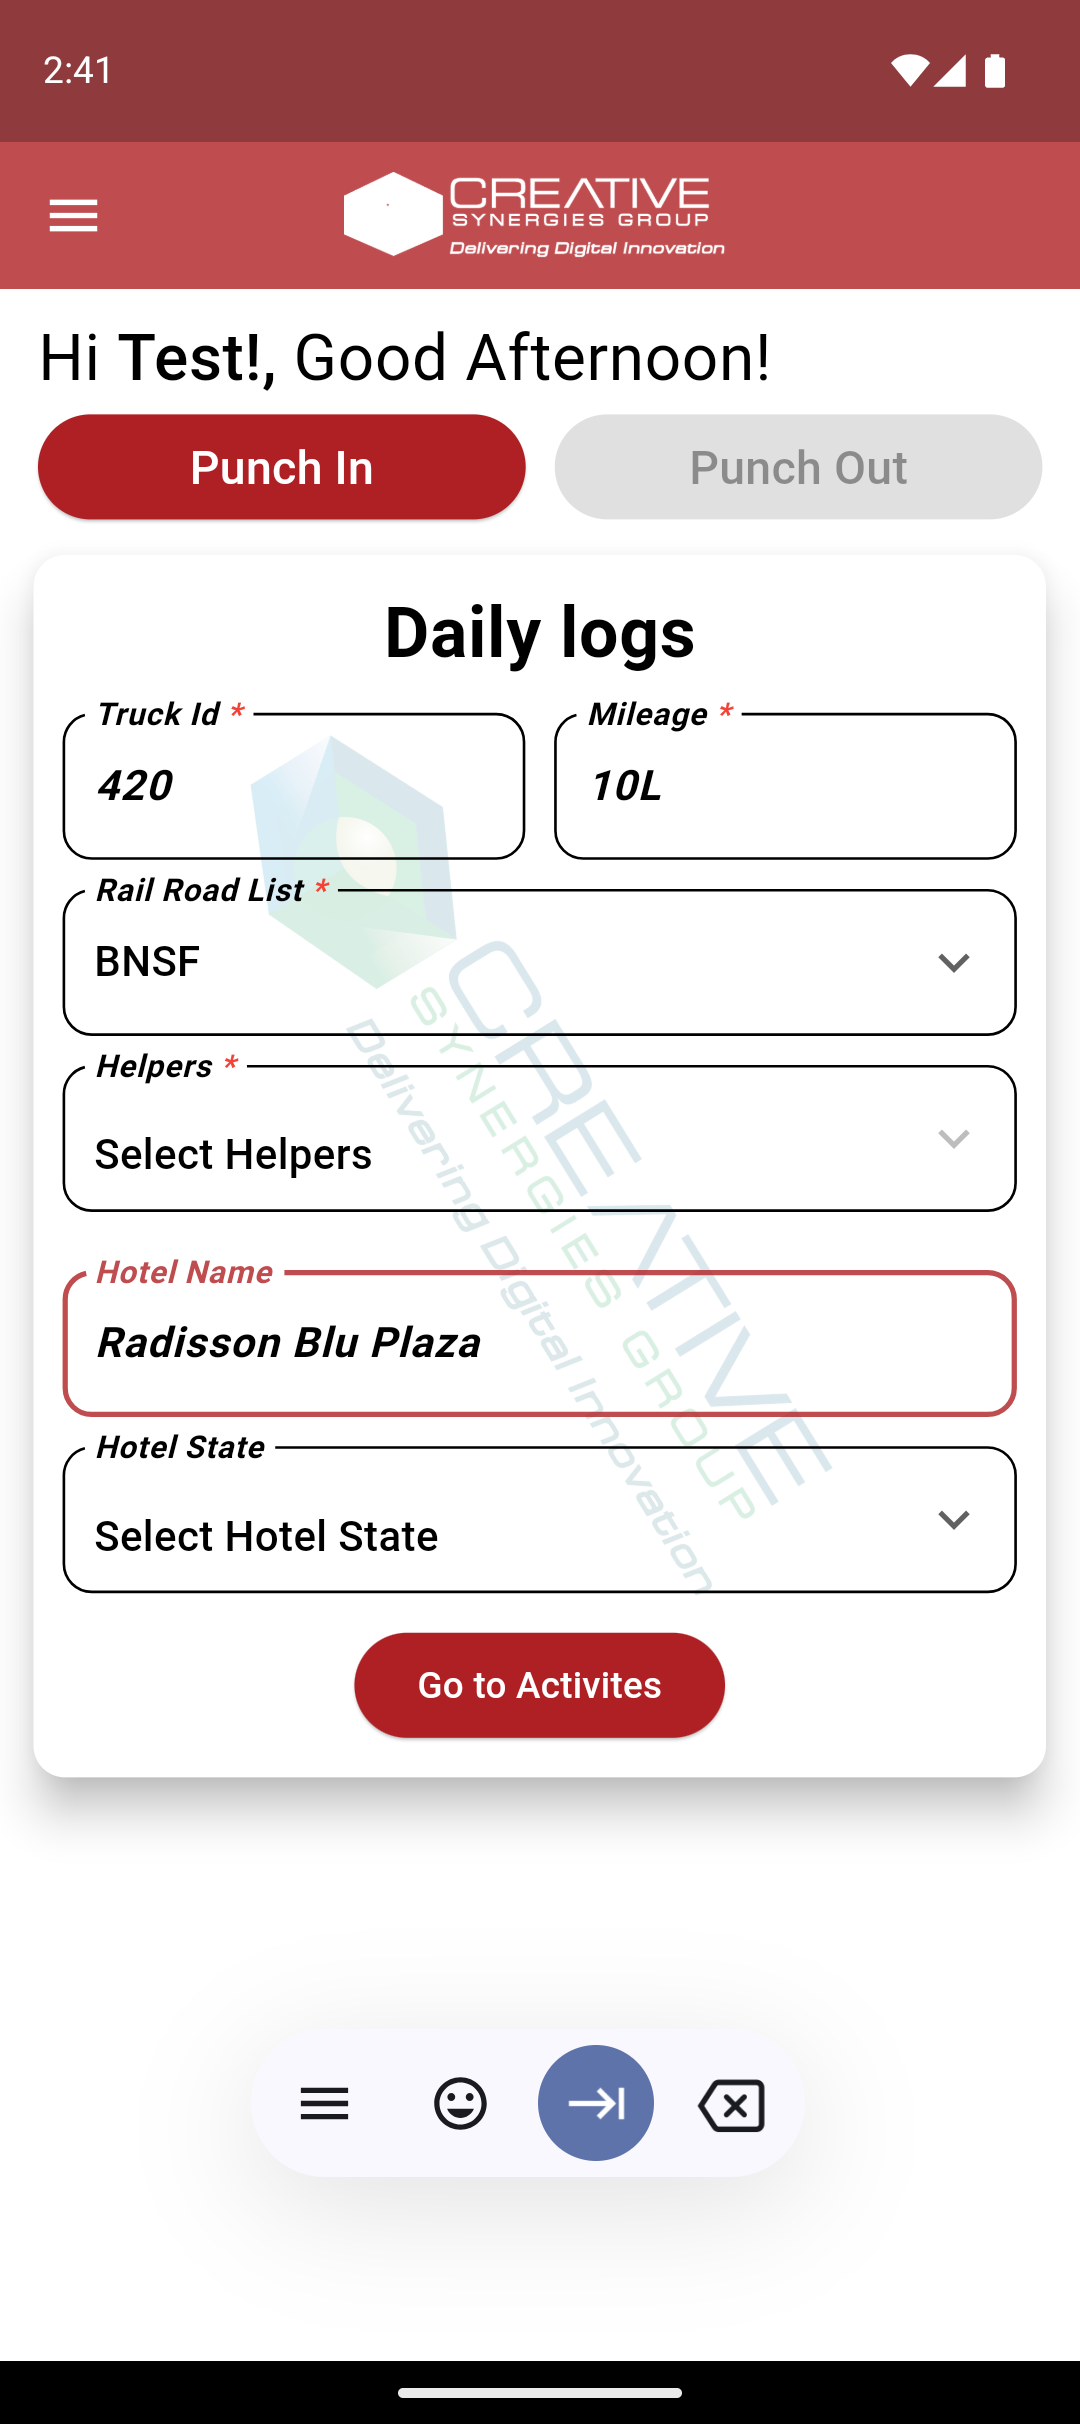 2:41
CREATIVE
SYNERGIES GROUP
Delivering Digital Innovation
Hi Test!, Good Afternoon!
Punch In
Punch Out
Daily logs
Truck Id *
Mileage *
420
10L
Rail Road List *
BNSF
Helpers *
Select Helpers
Hotel Name
Radisson Blu Plaza
Hotel State
Select Hotel State
CREATIVE
SYNERGIES GROUP
Delivering Digital Innovation
Go to Activites